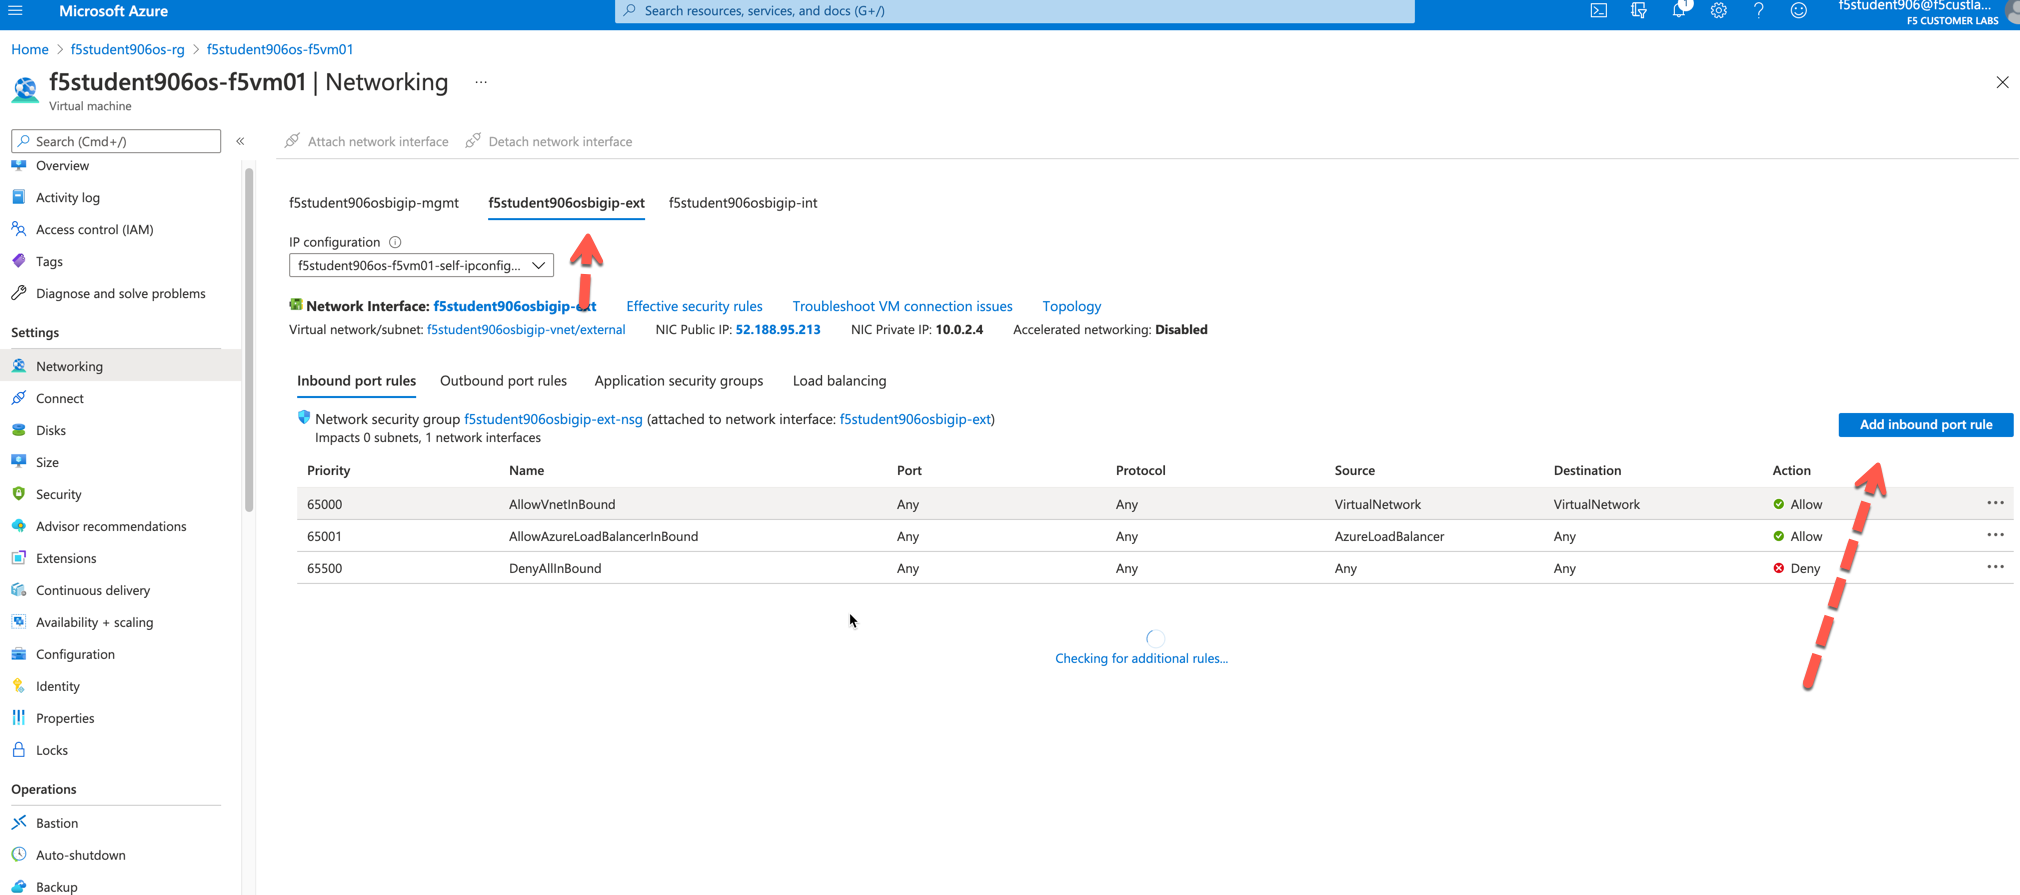 Microsoft Azure
Search resources, services, and docs (G+/)
1
f5student906@f5custla...
F5 CUSTOMER LABS
Home > f5student906os-rg > f5student906os-f5vm01
f5student906os-f5vm01 | Networking ...
Virtual machine
Search (Cmd+/)
«
Attach network interface
Detach network interface
Overview
Activity log
Access control (IAM)
Tags
Diagnose and solve problems
Settings
Networking
Connect
Disks
Size
Security
Advisor recommendations
Extensions
Continuous delivery
Availability + scaling
Configuration
Identity
Properties
Locks
Operations
Bastion
Auto-shutdown
Backup
f5student906osbigip-mgmt f5student906osbigip-ext f5student906osbigip-int
IP configuration
f5student906os-f5vm01-self-ipconfig...
Network Interface: f5student906osbigip-ext Effective security rules Troubleshoot VM connection issues Topology
Virtual network/subnet: f5student906osbigip-vnet/external NIC Public IP: 52.188.95.213 NIC Private IP: 10.0.2.4 Accelerated networking: Disabled
Inbound port rules Outbound port rules Application security groups Load balancing
Network security group f5student906osbigip-ext-nsg (attached to network interface: f5student906osbigip-ext)
Impacts 0 subnets, 1 network interfaces
Add inbound port rule
Priority Name Port Protocol Source Destination Action
65000 AllowVnetInBound Any Any VirtualNetwork VirtualNetwork Allow ...
65001 AllowAzureLoadBalancerInBound Any Any AzureLoadBalancer Any Allow ...
65500 DenyAllInBound Any Any Any Any Deny ...
Checking for additional rules...